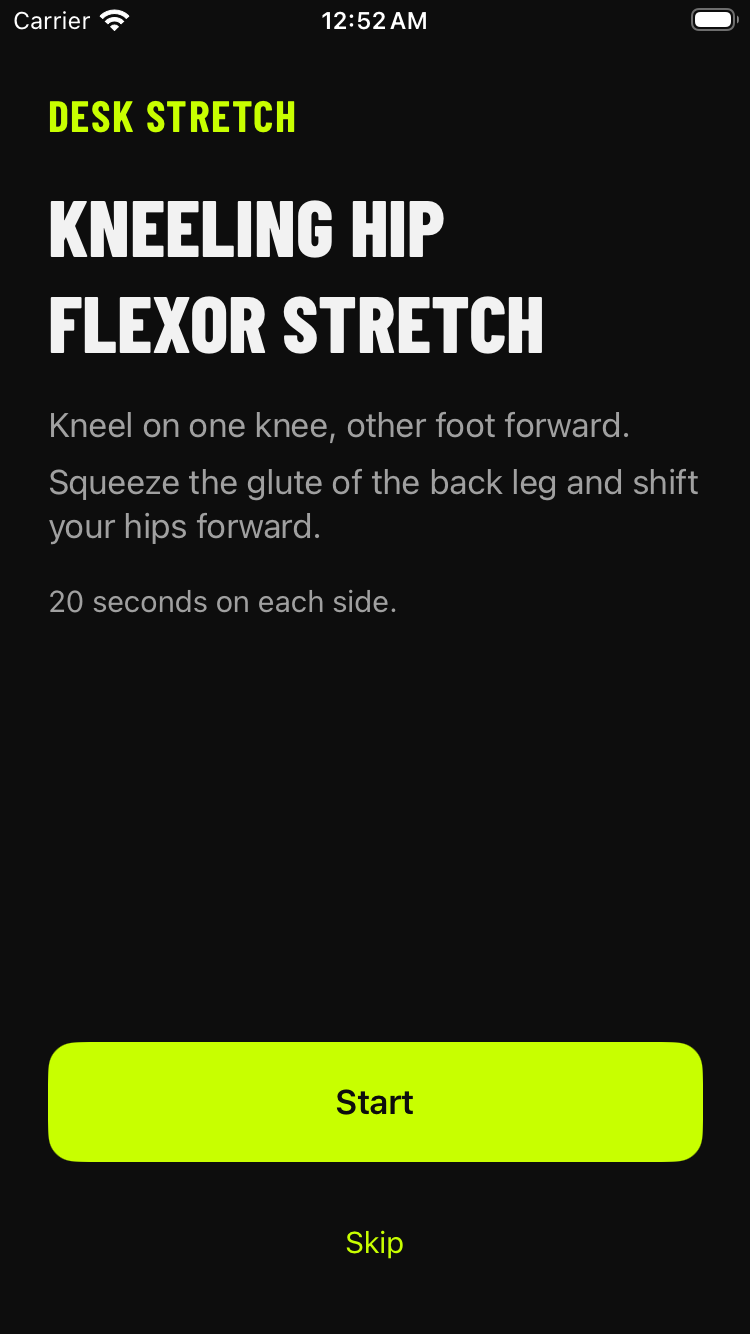 Carrier 12:52 AM
DESK STRETCH
KNEELING HIP
FLEXOR STRETCH
Kneel on one knee, other foot forward.
Squeeze the glute of the back leg and shift
your hips forward.
20 seconds on each side.
Start
Skip